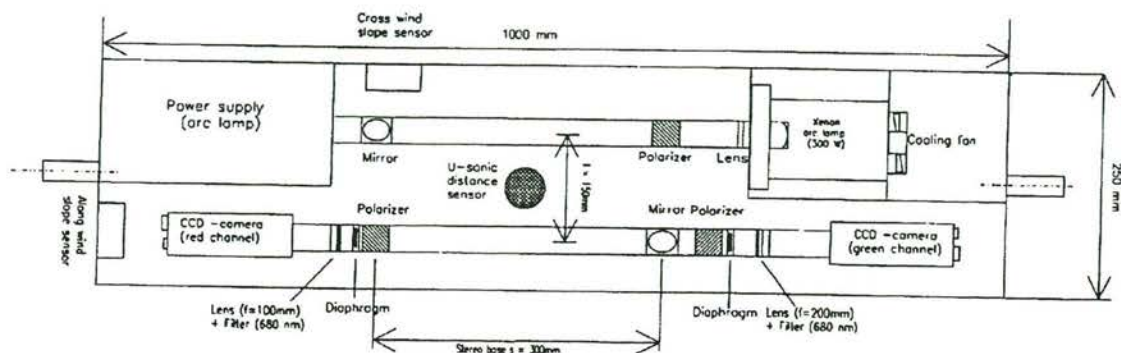 Cross wind
slope sensor
1000 mm
Power supply
(arc lamp)
Xenon
arc lamp
(300 W)
Cooling fan
Mirror
Polarizer
Lens
U-sonic
distance
sensor
= 150mm
250 mm
Along wind
slope sensor
Polarizer
Mirror
Polarizer
CCD-camera
(red channel)
CCD-camera
(green channel)
Lens (f=100mm)
+ Filter (680 nm)
Diaphragm
Diaphragm
Lens (f=200mm)
+ Filter (680 nm)
Stereo base s = 300mm